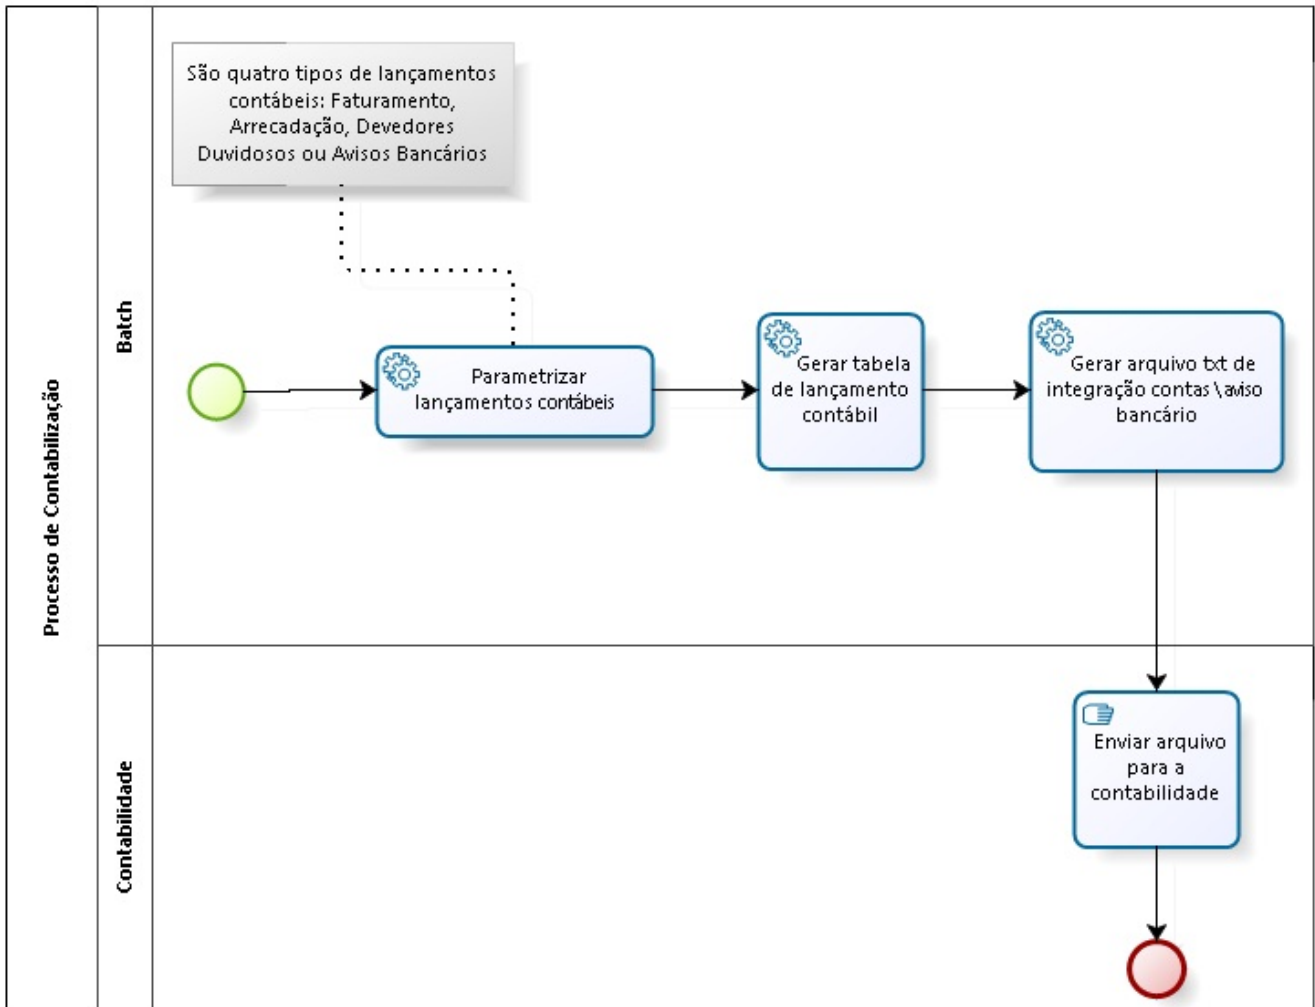 Processo de Contabilização
Batch
São quatro tipos de lançamentos
contábeis: Faturamento,
Arrecadação, Devedores
Duvidosos ou Avisos Bancários
Parametrizar
lançamentos contábeis
Gerar tabela
de lançamento
contábil
Gerar arquivo txt de
integração contas\aviso
bancário
Contabilidade
Enviar arquivo
para a
contabilidade